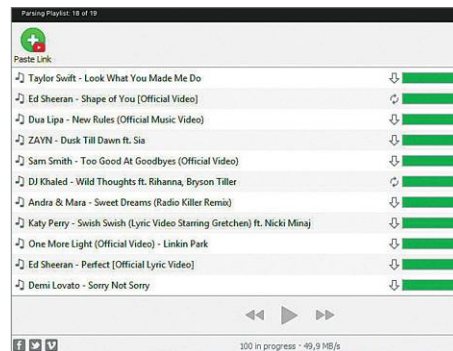 Parsing Playlist: 18 of 19
Paste Link
Taylor Swift - Look What You Made Me Do
Ed Sheeran - Shape of You [Official Video]
Dua Lipa - New Rules (Official Music Video)
ZAYN - Dusk Till Dawn ft. Sia
Sam Smith - Too Good At Goodbyes (Official Video)
DJ Khaled - Wild Thoughts ft. Rihanna, Bryson Tiller
Andra & Mara - Sweet Dreams (Radio Killer Remix)
Katy Perry - Swish Swish (Lyric Video Starring Gretchen) ft. Nicki Minaj
One More Light (Official Video) - Linkin Park
Ed Sheeran - Perfect [Official Lyric Video]
Demi Lovato - Sorry Not Sorry
100 in progress · 49,9 MB/s